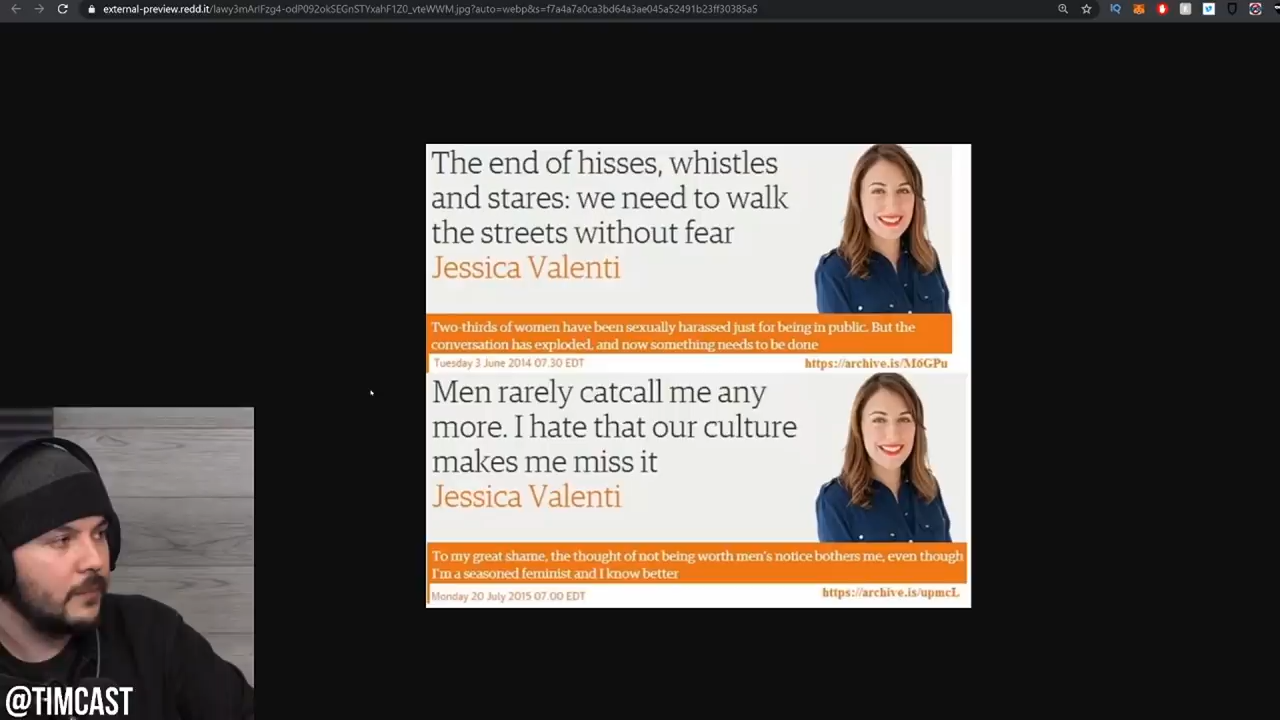 external-preview.redd.it/lawy3mArIFzg4-odP092okSEGnSTYxahF1Z0_vteWWM.jpg?auto=webp&s=f7a4a7a0ca3bd64a3ae045a52491b23ff30385a5
The end of hisses, whistles
and stares: we need to walk
the streets without fear
Jessica Valenti
Two-thirds of women have been sexually harassed just for being in public. But the
conversation has exploded, and now something needs to be done
Tuesday 3 June 2014 07.30 EDT
https://archive.is/M6GPu
Men rarely catcall me any
more. I hate that our culture
makes me miss it
Jessica Valenti
To my great shame, the thought of not being worth men's notice bothers me, even though
I'm a seasoned feminist and I know better
Monday 20 July 2015 07.00 EDT
https://archive.is/upmcL
@TIMCAST